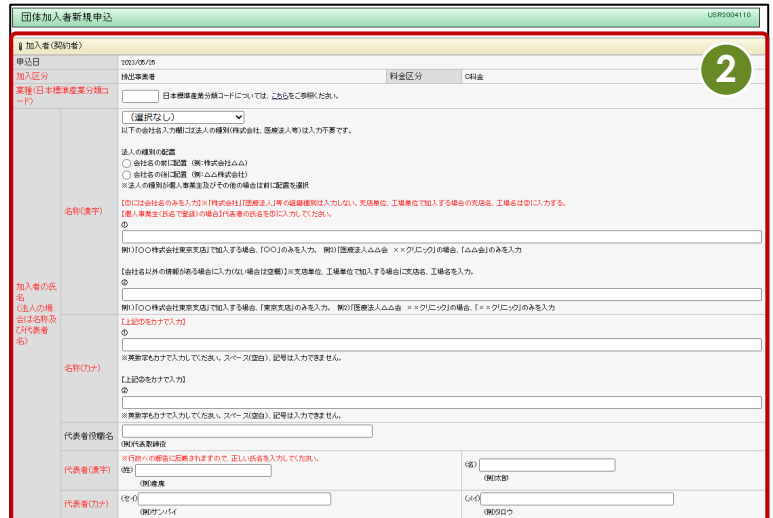 団体加入者新規申込
USR9004110
加入者(契約者)
2
申込日
2023/05/25
加入区分
排出事業者
料金区分
C料金
業種(日本標準産業分類コード)
日本標準産業分類コードについては、こちらをご参照ください。
加入者の氏名
(法人の場合は名称及び代表者名)
名称(漢字)
(選択なし)
以下の会社名入力欄には法人の種別(株式会社、医療法人等)は入力不要です。
法人の種別の配置
会社名の前に配置 (例:株式会社△△)
会社名の後に配置 (例:△△株式会社)
※法人の種別が個人事業主及びその他の場合は前に配置を選択
【①には会社名のみを入力】※「株式会社」「医療法人」等の組織種別は入力しない。支店単位、工場単位で加入する場合の支店名、工場名は②に入力する。
【個人事業主(氏名で登録)の場合】代表者の氏名を①に入力してください。
①
例1)「○○株式会社東京支店」で加入する場合、「○○」のみを入力。 例2)「医療法人△△会 ××クリニック」の場合、「△△会」のみを入力
【会社名以外の情報がある場合に入力(ない場合は空欄)】※支店単位、工場単位で加入する場合に支店名、工場名を入力。
②
例1)「○○株式会社東京支店」で加入する場合、「東京支店」のみを入力。 例2)「医療法人△△会 ××クリニック」の場合、「××クリニック」のみを入力
名称(カナ)
【上記①をカナで入力】
①
※英数字もカナで入力してください。スペース(空白)、記号は入力できません。
【上記②をカナで入力】
②
※英数字もカナで入力してください。スペース(空白)、記号は入力できません。
代表者役職名
(例)代表取締役
代表者(漢字)
※行政への報告に反映されますので、正しい氏名を入力してください。
(姓)
(例)産廃
(名)
(例)太郎
代表者(カナ)
(セイ)
(例)サンパイ
(メイ)
(例)タロウ